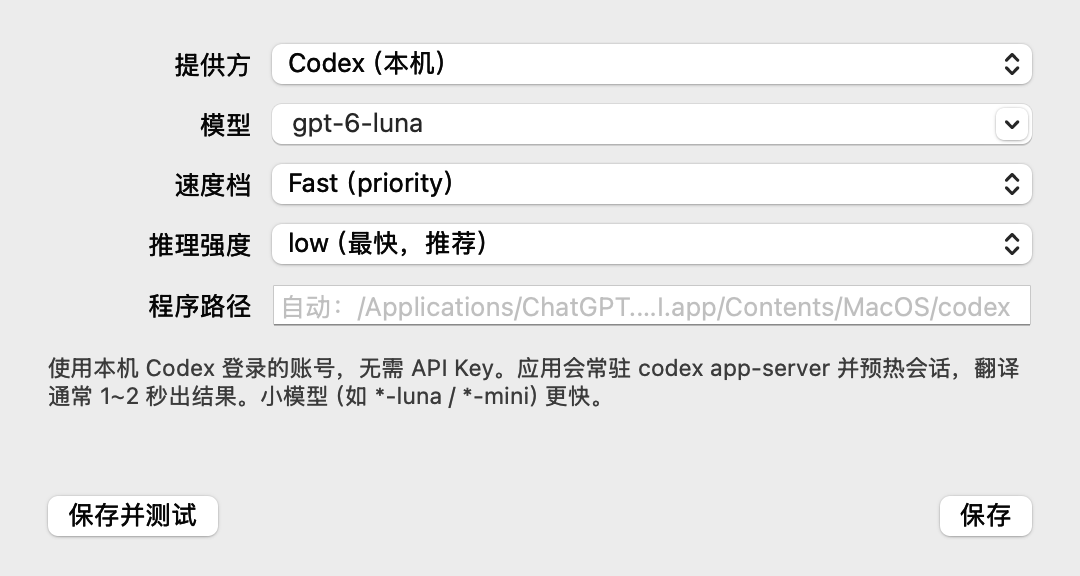 提供方 Codex (本机)
模型 gpt-6-luna
速度档 Fast (priority)
推理强度 low (最快，推荐)
程序路径 自动：/Applications/ChatGPT....I.app/Contents/MacOS/codex
使用本机 Codex 登录的账号，无需 API Key。应用会常驻 codex app-server 并预热会话，翻译
通常 1~2 秒出结果。小模型 (如 *-luna / *-mini) 更快。
保存并测试 保存